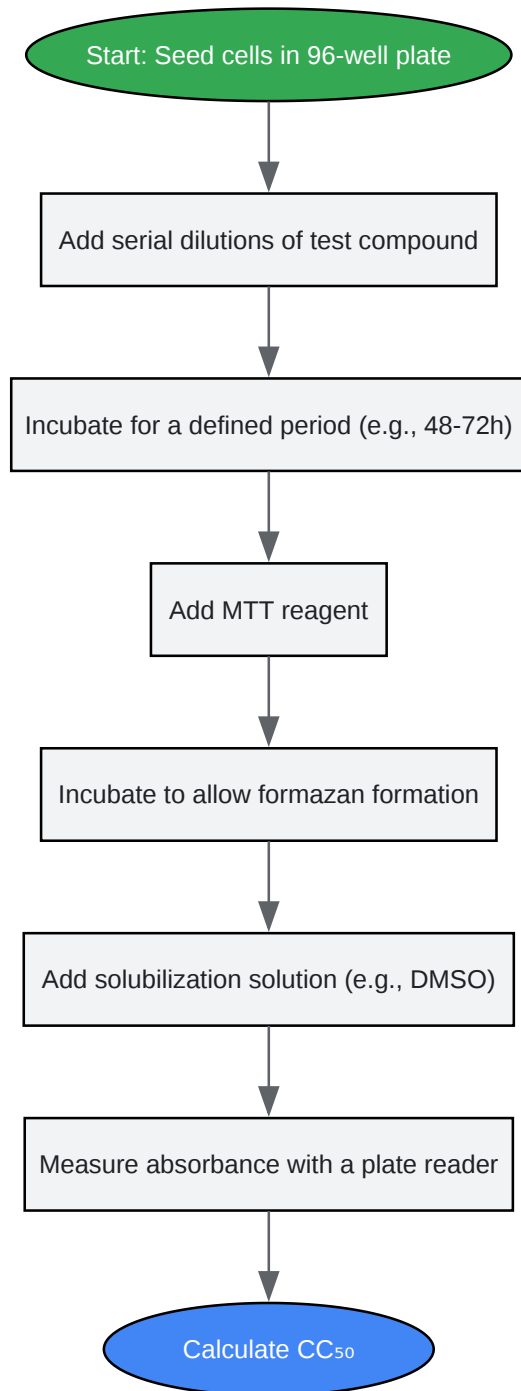 Start: Seed cells in 96-well plate
Add serial dilutions of test compound
Incubate for a defined period (e.g., 48-72h)
Add MTT reagent
Incubate to allow formazan formation
Add solubilization solution (e.g., DMSO)
Measure absorbance with a plate reader
Calculate CC₅₀